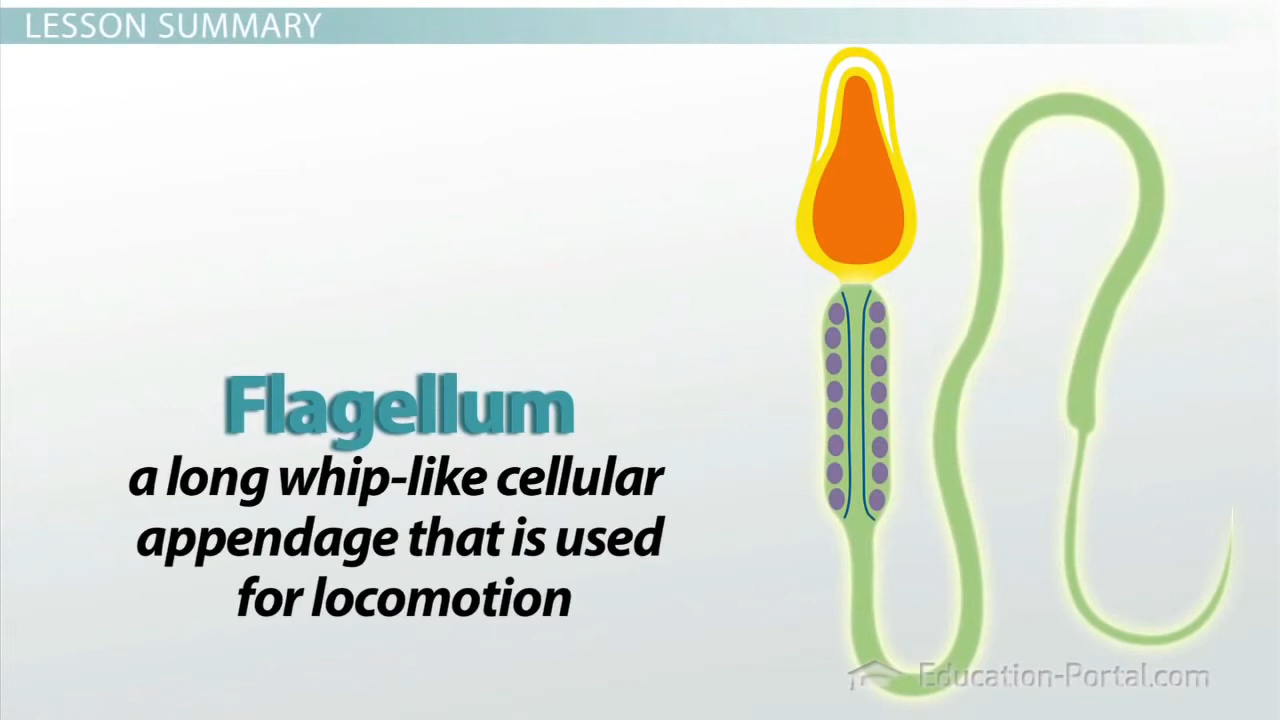 LESSON SUMMARY
Flagellum
a long whip-like cellular
appendage that is used
for locomotion
Education-Portal.com